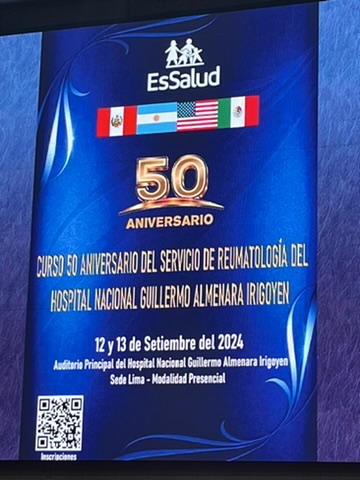 EsSalud
50
ANIVERSARIO
CURSO 50 ANIVERSARIO DEL SERVICIO DE REUMATOLOGÍA DEL
HOSPITAL NACIONAL GUILLERMO ALMENARA IRIGOYEN
12 y 13 de Setiembre del 2024
Auditorio Principal del Hospital Nacional Guillermo Almenara Irigoyen
Sede Lima - Modalidad Presencial
Inscripciones